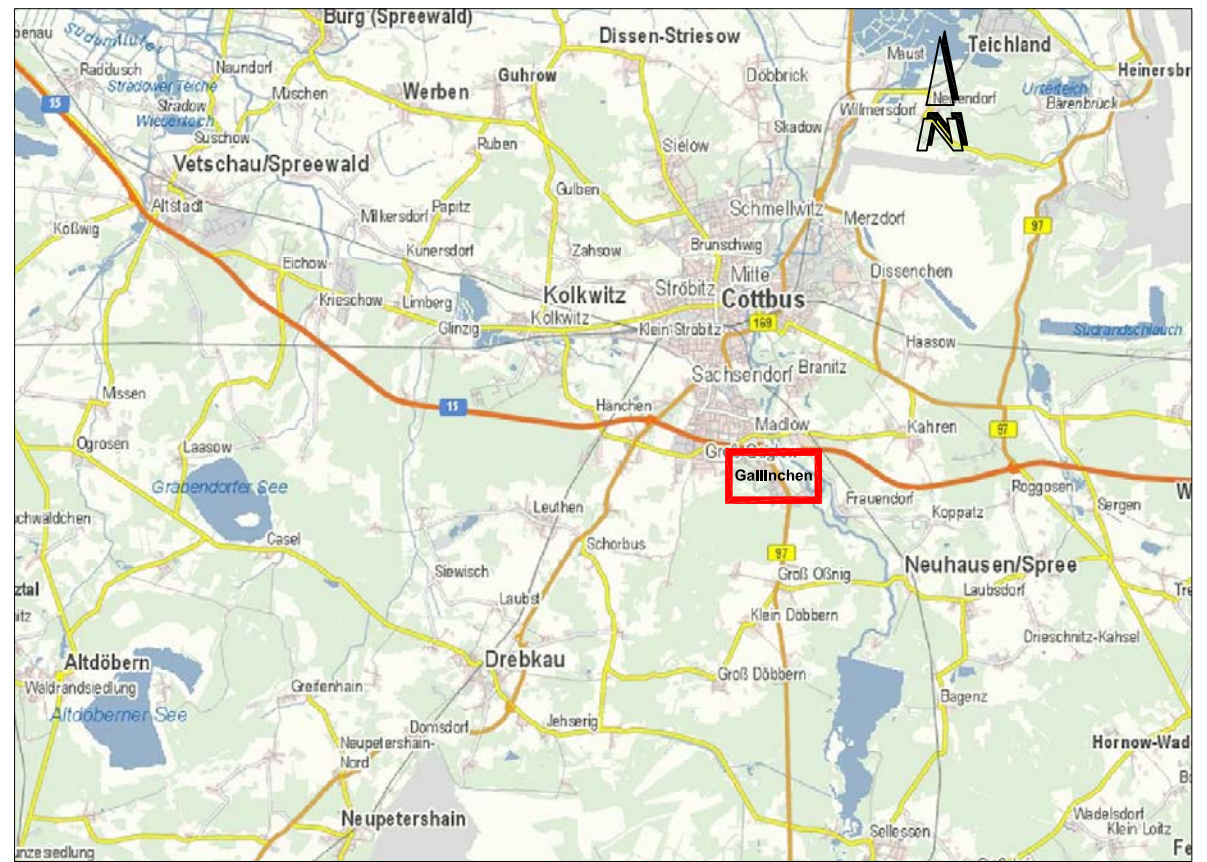 Burg (Spreewald)
Dissen-Striesow
Teichland
Maust
Südumfluter
Raddusch
Naundorf
Guhrow
Döbbrick
Heinersbr
Stradower Teiche
Müschen
Werben
Neuendorf
Urterteich
Bärenbrück
15
Stradow
Willmersdorf
Wiesenteich
Skadow
N
Suschow
Ruben
Sielow
Vetschau/Spreewald
Gulben
Altstadt
Milkersdorf
Papitz
Schmellwitz
Merzdorf
97
Koßwig
Kunersdorf
Zahsow
Brunschwig
Eichow
Mitte
Dissenchen
Krieschow
Limberg
Kolkwitz
Ströbitz
Cottbus
Kolkwitz
Glinzig
Klein Ströbitz
169
Südrandschlauch
Haasow
Sachsendorf
Branitz
Missen
15
Hänchen
Madlow
Kahren
97
Ogrosen
Laasow
Gallinchen
Roggosen
Gräbendorfer See
Frauendorf
Sergen
Leuthen
Koppatz
Casel
Schorbus
97
Neuhausen/Spree
Siewisch
Groß Oßnig
Laubsdorf
Laubst
Klein Döbbern
Drieschnitz-Kahsel
Altdöbern
Drebkau
Groß Döbbern
Waldrandsiedlung
Greifenhain
Bagenz
Altdöberner See
Domsdorf
Jehserig
Neupetershain-
Nord
Hornow-Wad
Neupetershain
Wadelsdorf
Klein Loitz
Sellessen